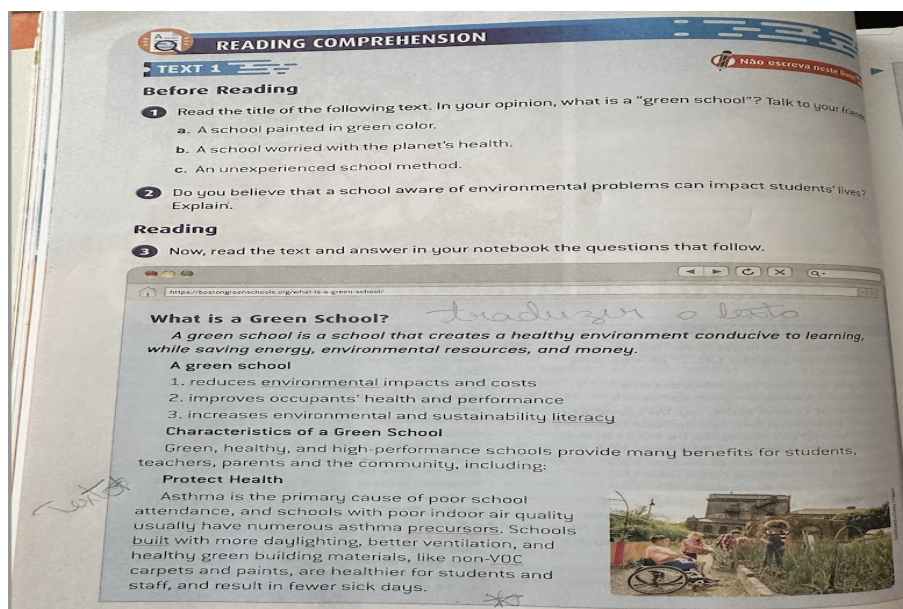 READING COMPREHENSION
TEXT 1
Não escreva neste livro!
Before Reading
1 Read the title of the following text. In your opinion, what is a “green school”? Talk to your
a. A school painted in green color.
b. A school worried with the planet's health.
c. An unexperienced school method.
2 Do you believe that a school aware of environmental problems can impact students' lives?
Explain.
Reading
3 Now, read the text and answer in your notebook the questions that follow.
https://bostongreenschools.org/what-is-a-green-school/
What is a Green School? traduzir o texto
A green school is a school that creates a healthy environment conducive to learning,
while saving energy, environmental resources, and money.
A green school
1. reduces environmental impacts and costs
2. improves occupants' health and performance
3. increases environmental and sustainability literacy
Characteristics of a Green School
Green, healthy, and high-performance schools provide many benefits for students,
teachers, parents and the community, including:
Protect Health
Asthma is the primary cause of poor school
attendance, and schools with poor indoor air quality
usually have numerous asthma precursors. Schools
built with more daylighting, better ventilation, and
healthy green building materials, like non-VOC
carpets and paints, are healthier for students and
staff, and result in fewer sick days.